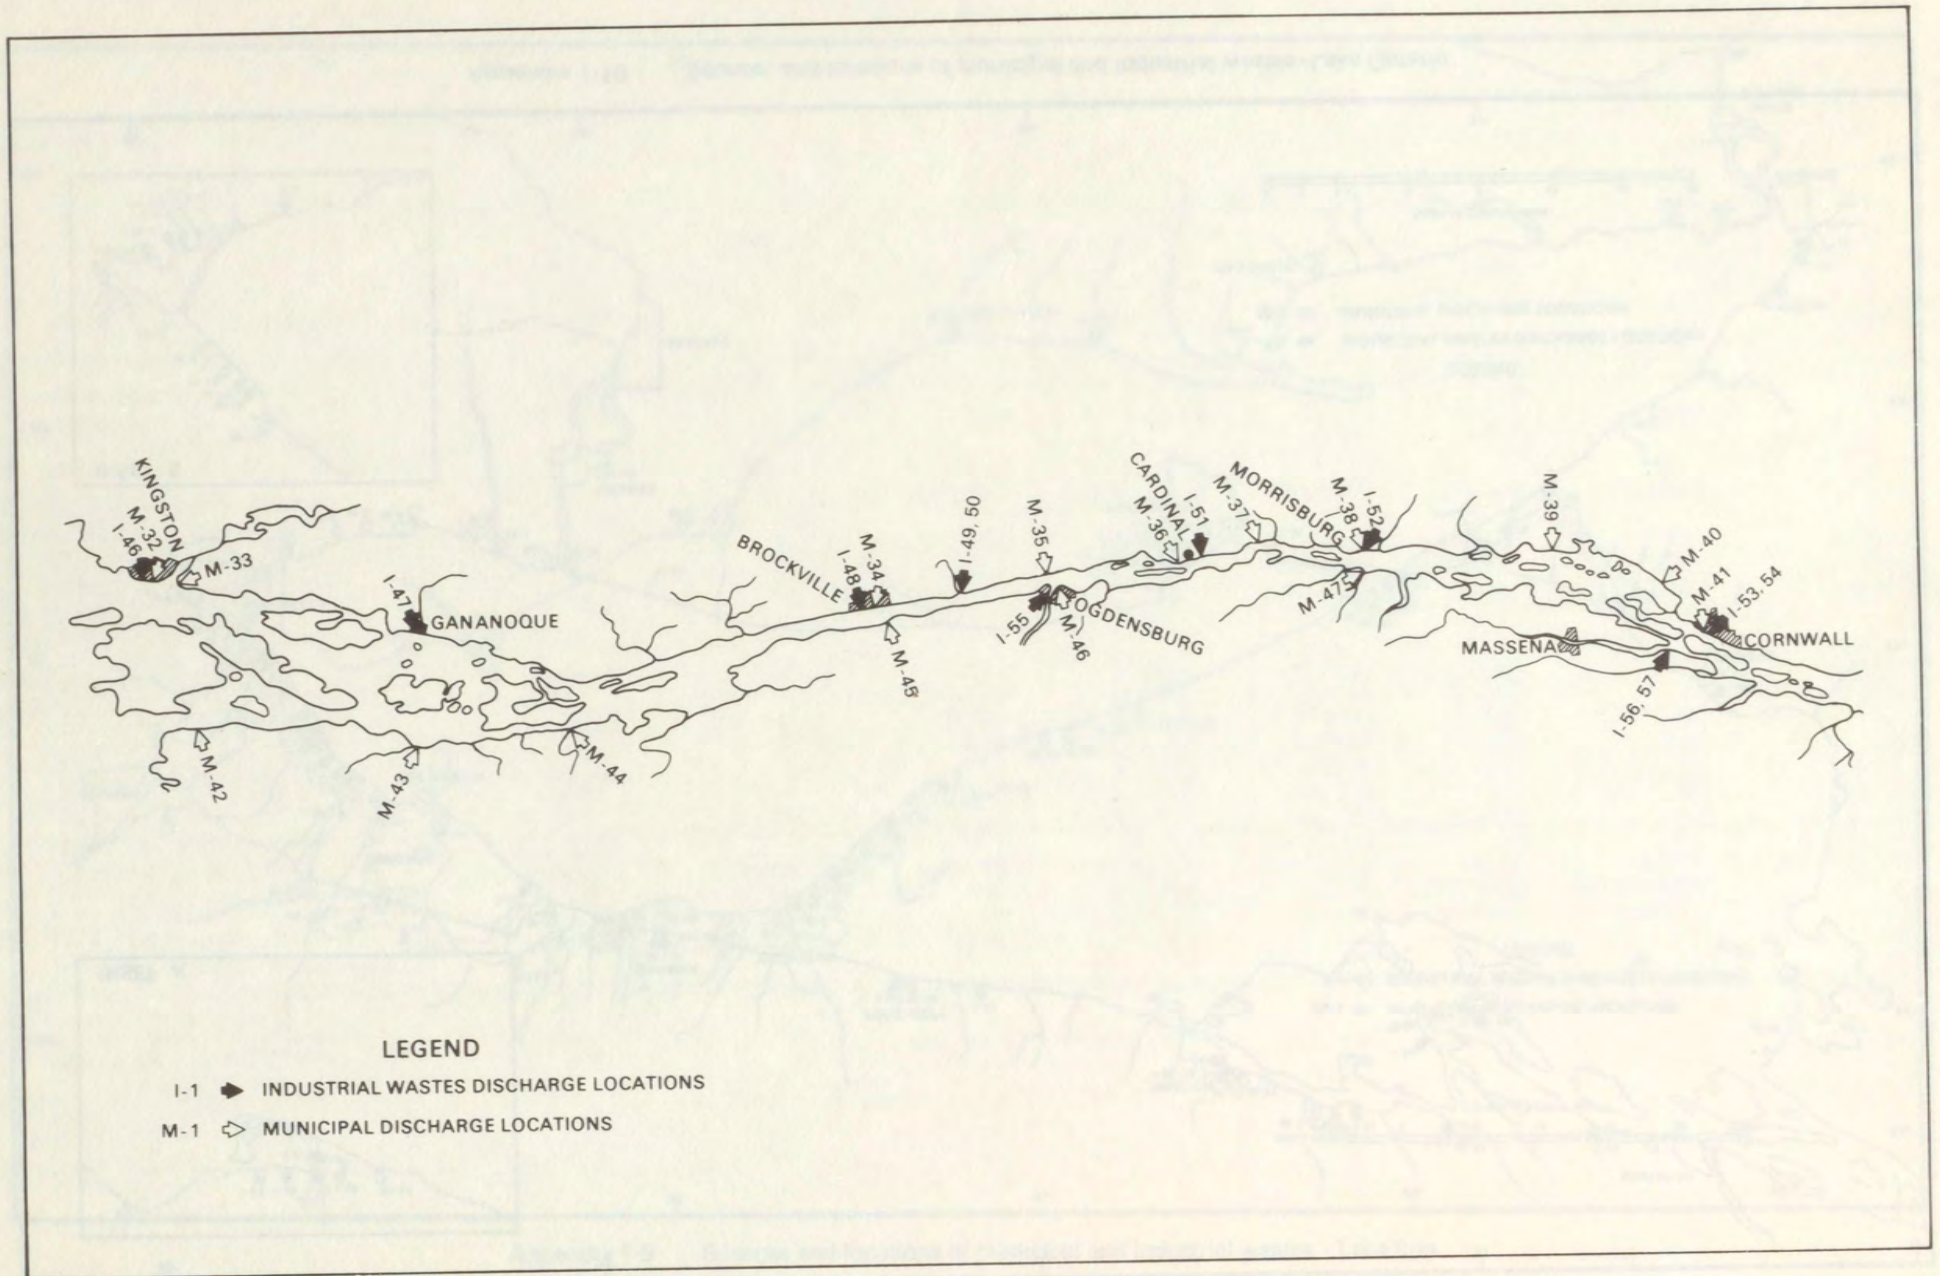 KINGSTON
M-32
I-46
M-33
I-47
GANANOQUE
BROCKVILLE
I-48
M-34
I-49, 50
M-35
CARDINAL
M-36
I-51
M-37
MORRISBURG
M-38
I-52
M-39
M-40
M-41
I-53, 54
CORNWALL
MASSENA
I-56, 57
M-47
OGDENSBURG
I-55
M-46
M-45
M-44
M-43
M-42
LEGEND
I-1 INDUSTRIAL WASTES DISCHARGE LOCATIONS
M-1 MUNICIPAL DISCHARGE LOCATIONS